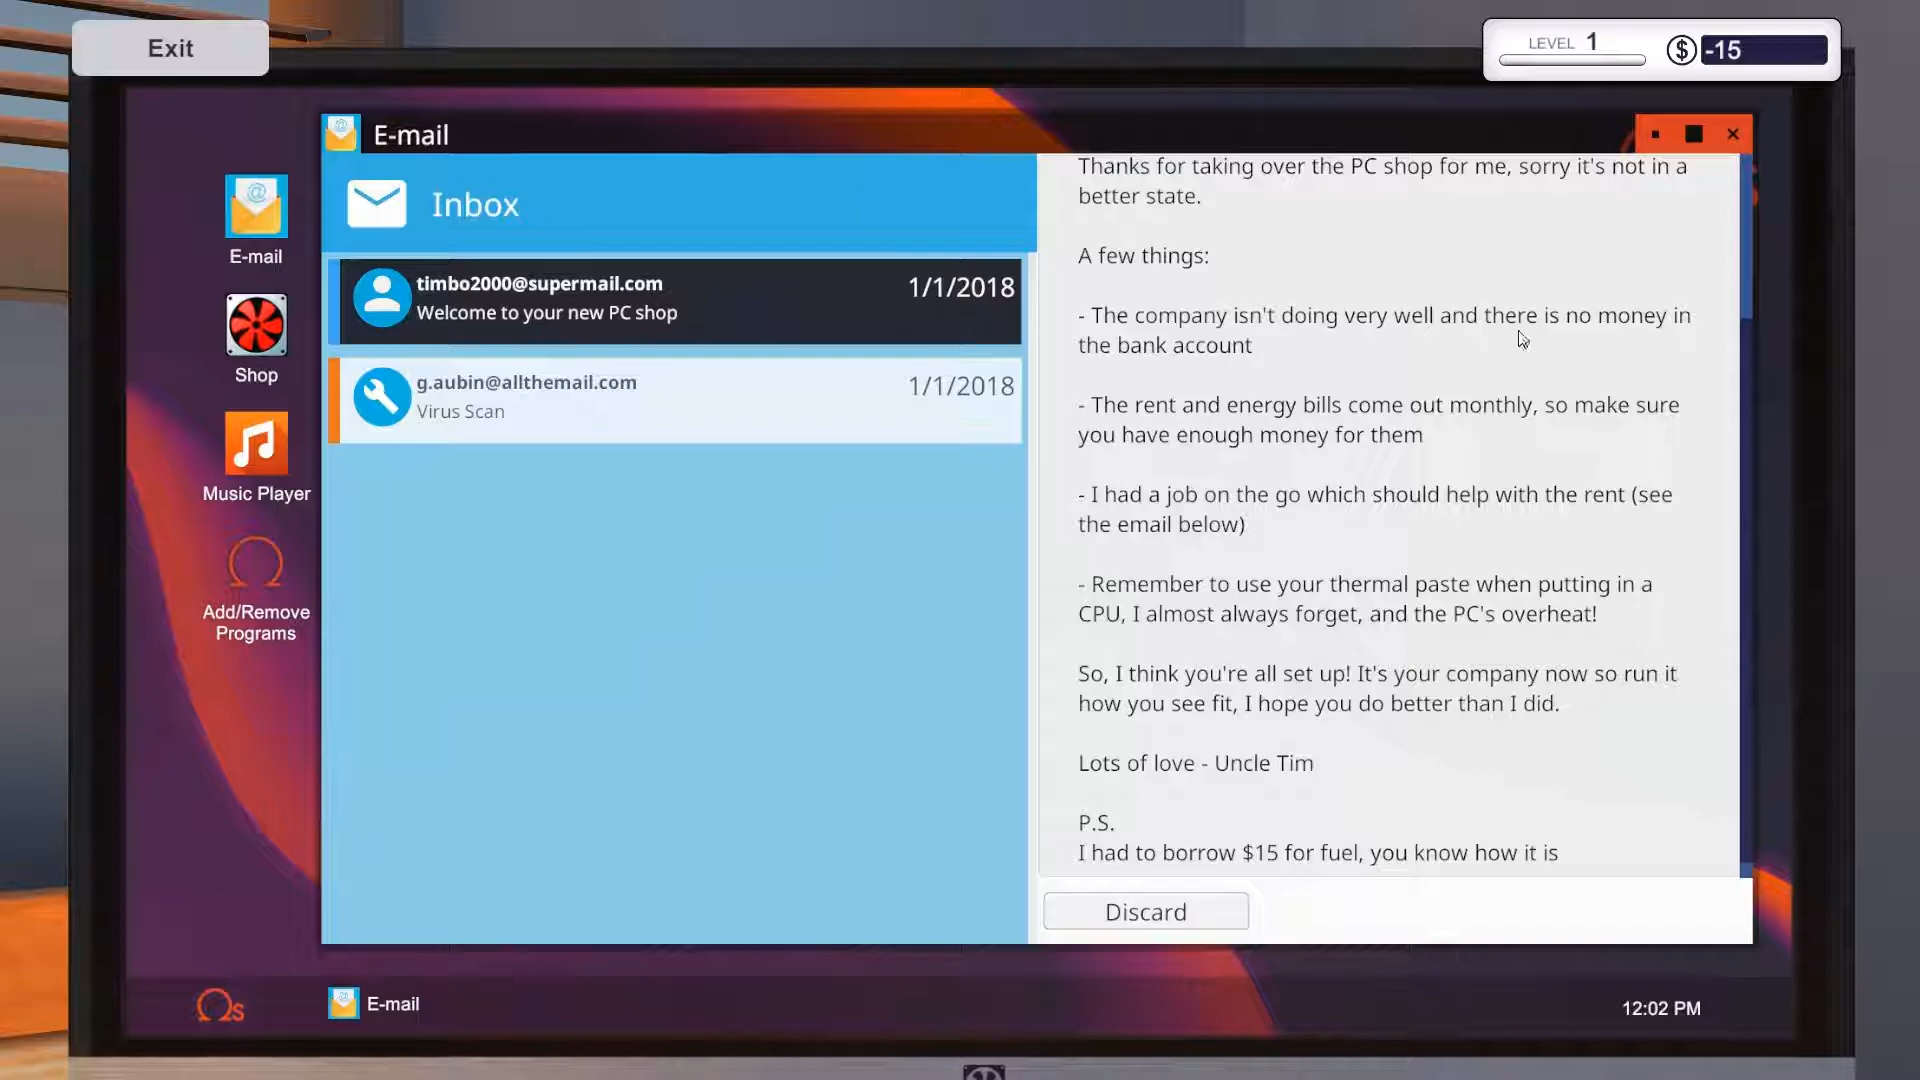 Exit
LEVEL 1
$ -15
E-mail
Inbox
timbo2000@supermail.com
1/1/2018
Welcome to your new PC shop
g.aubin@allthemail.com
1/1/2018
Virus Scan
Thanks for taking over the PC shop for me, sorry it's not in a
better state.
A few things:
- The company isn't doing very well and there is no money in
the bank account
- The rent and energy bills come out monthly, so make sure
you have enough money for them
- I had a job on the go which should help with the rent (see
the email below)
- Remember to use your thermal paste when putting in a
CPU, I almost always forget, and the PC's overheat!
So, I think you're all set up! It's your company now so run it
how you see fit, I hope you do better than I did.
Lots of love - Uncle Tim
P.S.
I had to borrow $15 for fuel, you know how it is
Discard
E-mail
Shop
Music Player
Add/Remove
Programs
Ωs
E-mail
12:02 PM